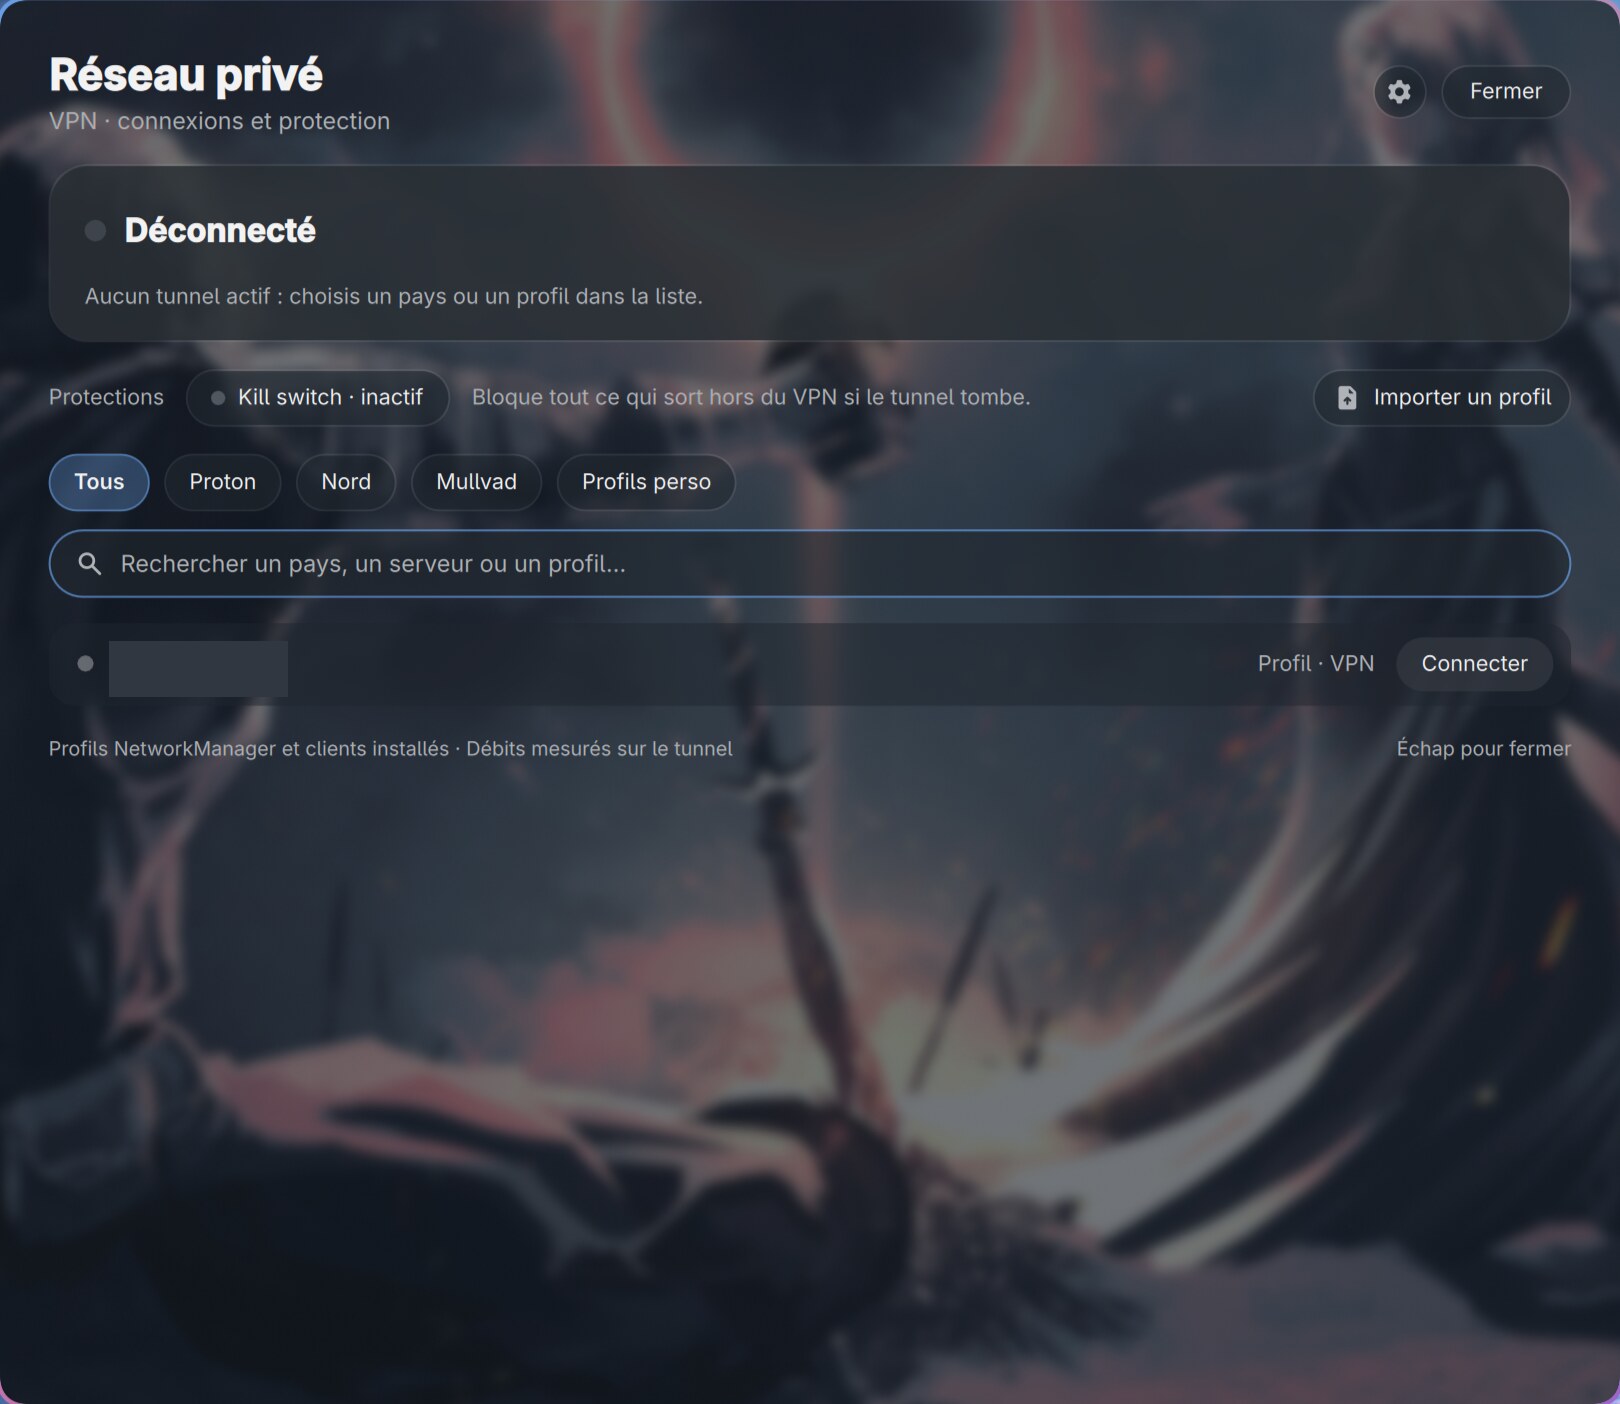 Réseau privé
VPN · connexions et protection
Fermer
Déconnecté
Aucun tunnel actif : choisis un pays ou un profil dans la liste.
Protections
Kill switch · inactif
Bloque tout ce qui sort hors du VPN si le tunnel tombe.
Importer un profil
Tous
Proton
Nord
Mullvad
Profils perso
Rechercher un pays, un serveur ou un profil...
Profil · VPN
Connecter
Profils NetworkManager et clients installés · Débits mesurés sur le tunnel
Échap pour fermer